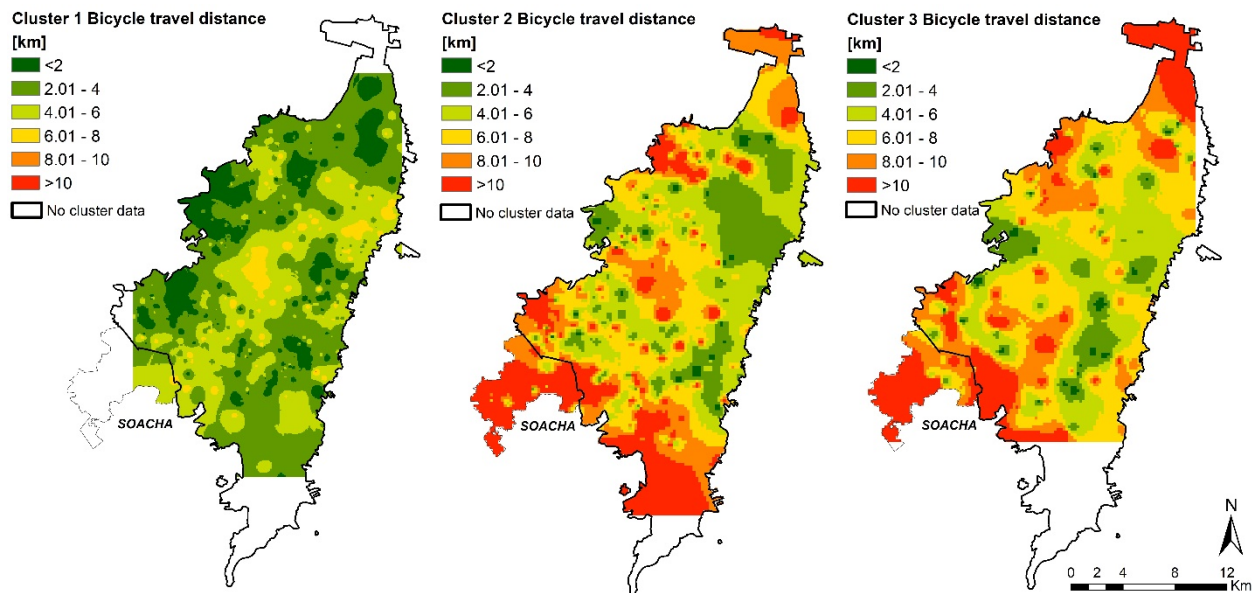 Cluster 1 Bicycle travel distance
[km]
<2
2.01 - 4
4.01 - 6
6.01 - 8
8.01 - 10
>10
No cluster data
SOACHA
Cluster 2 Bicycle travel distance
[km]
<2
2.01 - 4
4.01 - 6
6.01 - 8
8.01 - 10
>10
No cluster data
SOACHA
Cluster 3 Bicycle travel distance
[km]
<2
2.01 - 4
4.01 - 6
6.01 - 8
8.01 - 10
>10
No cluster data
SOACHA
N
0 2 4 8 12
Km